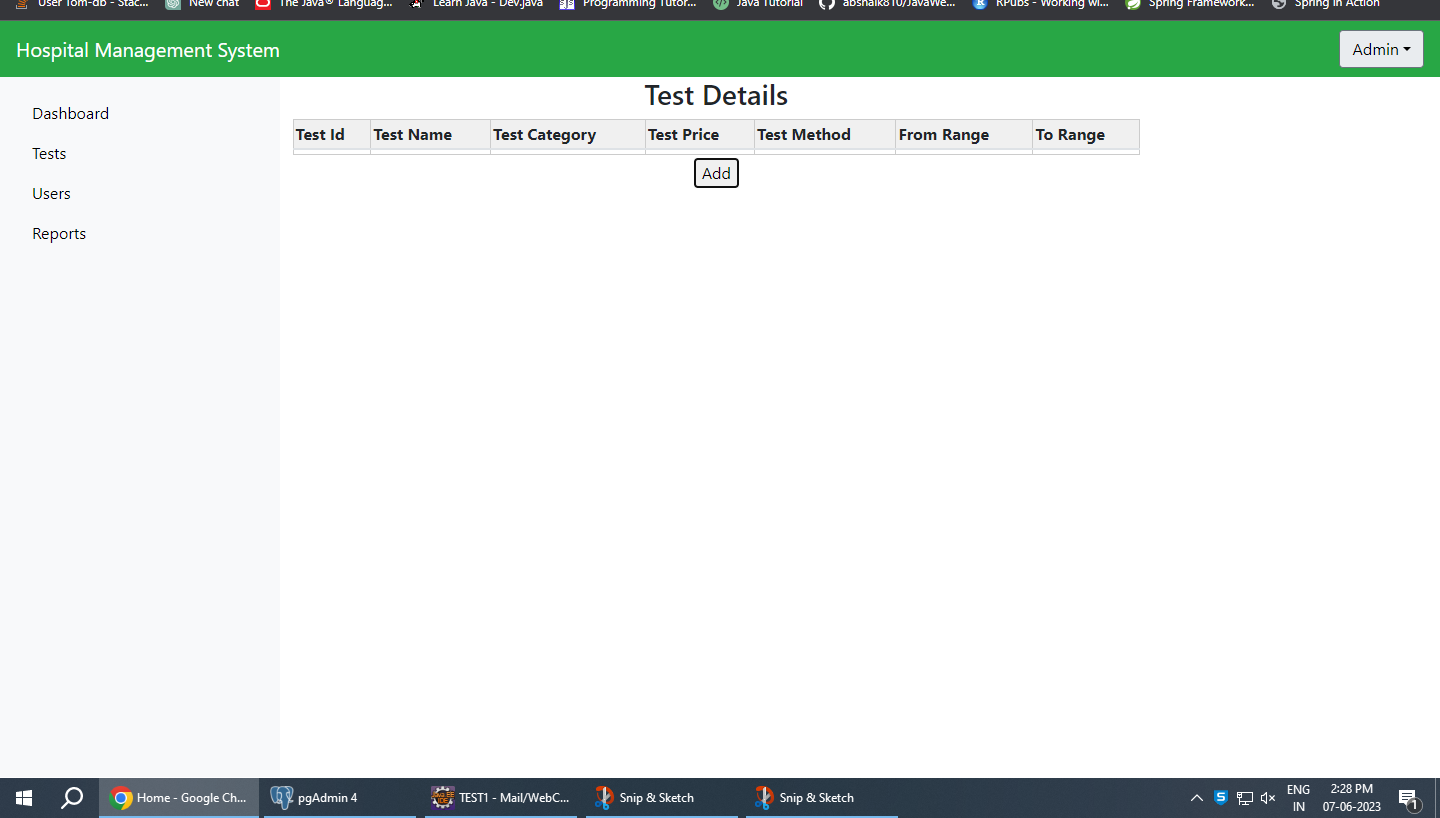 User Tom-db - Stac... New chat The Java® Languag... Learn Java - Dev.java Programming Tutor... Java Tutorial abshaik810/JavaWe... RPubs - Working wi... Spring Framework... Spring in Action
Hospital Management System Admin
Dashboard
Tests
Users
Reports
Test Details
Test Id Test Name Test Category Test Price Test Method From Range To Range
Add
Home - Google Ch... pgAdmin 4 TEST1 - Mail/WebC... Snip & Sketch Snip & Sketch
ENG
IN
2:28 PM
07-06-2023
1